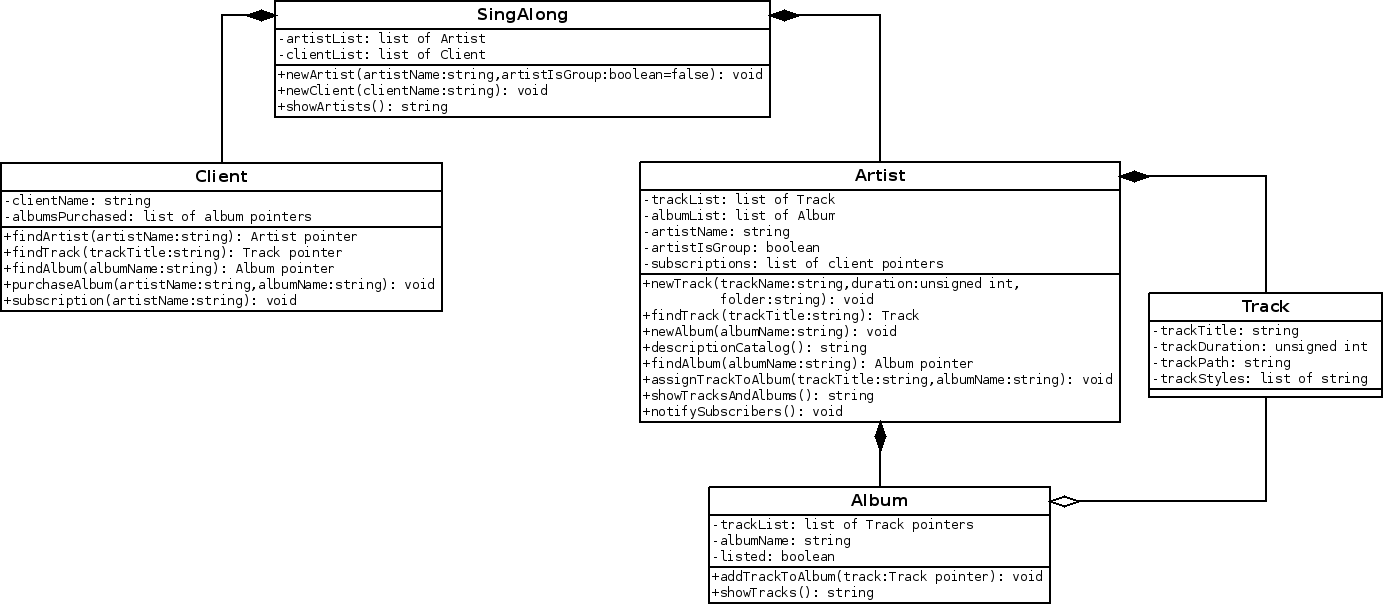 SingAlong
-artistList: list of Artist
-clientList: list of Client
+newArtist(artistName:string,artistIsGroup:boolean=false): void
+newClient(clientName:string): void
+showArtists(): string
Client
-clientName: string
-albumsPurchased: list of album pointers
+findArtist(artistName:string): Artist pointer
+findTrack(trackTitle:string): Track pointer
+findAlbum(albumName:string): Album pointer
+purchaseAlbum(artistName:string,albumName:string): void
+subscription(artistName:string): void
Artist
-trackList: list of Track
-albumList: list of Album
-artistName: string
-artistIsGroup: boolean
-subscriptions: list of client pointers
+newTrack(trackName:string,duration:unsigned int,
folder:string): void
+findTrack(trackTitle:string): Track
+newAlbum(albumName:string): void
+descriptionCatalog(): string
+findAlbum(albumName:string): Album pointer
+assignTrackToAlbum(trackTitle:string,albumName:string): void
+showTracksAndAlbums(): string
+notifySubscribers(): void
Track
-trackTitle: string
-trackDuration: unsigned int
-trackPath: string
-trackStyles: list of string
Album
-trackList: list of Track pointers
-albumName: string
-listed: boolean
+addTrackToAlbum(track:Track pointer): void
+showTracks(): string